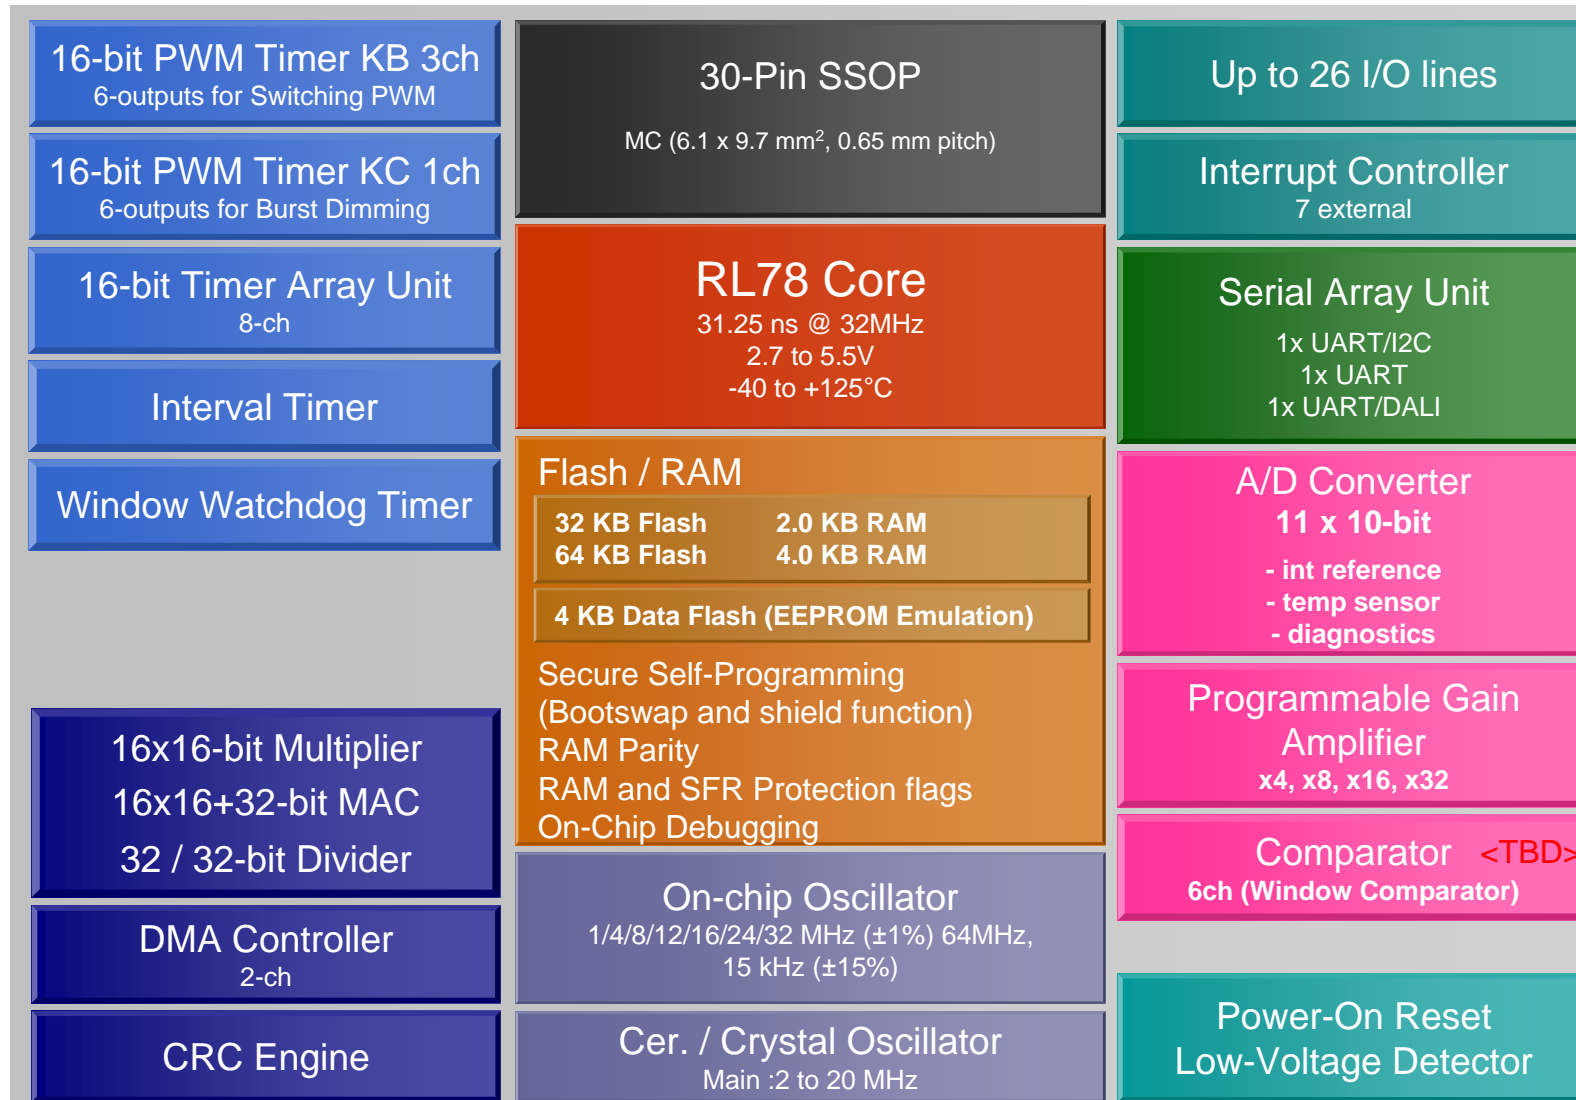 16-bit PWM Timer KB 3ch
6-outputs for Switching PWM
16-bit PWM Timer KC 1ch
6-outputs for Burst Dimming
16-bit Timer Array Unit
8-ch
Interval Timer
Window Watchdog Timer
16x16-bit Multiplier
16x16+32-bit MAC
32 / 32-bit Divider
DMA Controller
2-ch
CRC Engine
30-Pin SSOP
MC (6.1 x 9.7 mm², 0.65 mm pitch)
RL78 Core
31.25 ns @ 32MHz
2.7 to 5.5V
-40 to +125°C
Flash / RAM
32 KB Flash 2.0 KB RAM
64 KB Flash 4.0 KB RAM
4 KB Data Flash (EEPROM Emulation)
Secure Self-Programming
(Bootswap and shield function)
RAM Parity
RAM and SFR Protection flags
On-Chip Debugging
On-chip Oscillator
1/4/8/12/16/24/32 MHz (±1%) 64MHz,
15 kHz (±15%)
Cer. / Crystal Oscillator
Main :2 to 20 MHz
Up to 26 I/O lines
Interrupt Controller
7 external
Serial Array Unit
1x UART/I2C
1x UART
1x UART/DALI
A/D Converter
11 x 10-bit
- int reference
- temp sensor
- diagnostics
Programmable Gain
Amplifier
x4, x8, x16, x32
Comparator <TBD>
6ch (Window Comparator)
Power-On Reset
Low-Voltage Detector